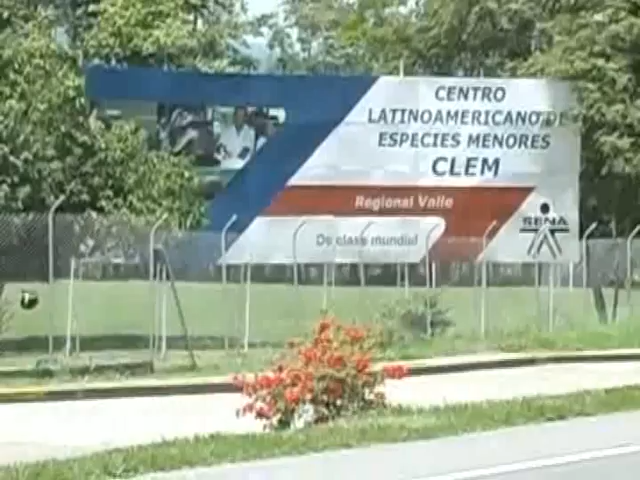 CENTRO
LATINOAMERICANO DE
ESPECIES MENORES
CLEM
Regional Valle
De clase mundial
SENA